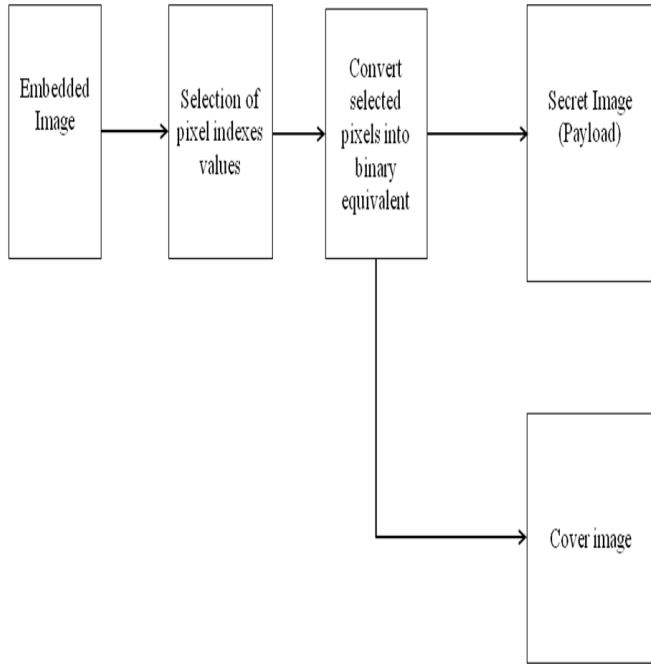 Embedded
Image
Selection of
pixel indexes
values
Convert
selected
pixels into
binary
equivalent
Secret Image
(Payload)
Cover image